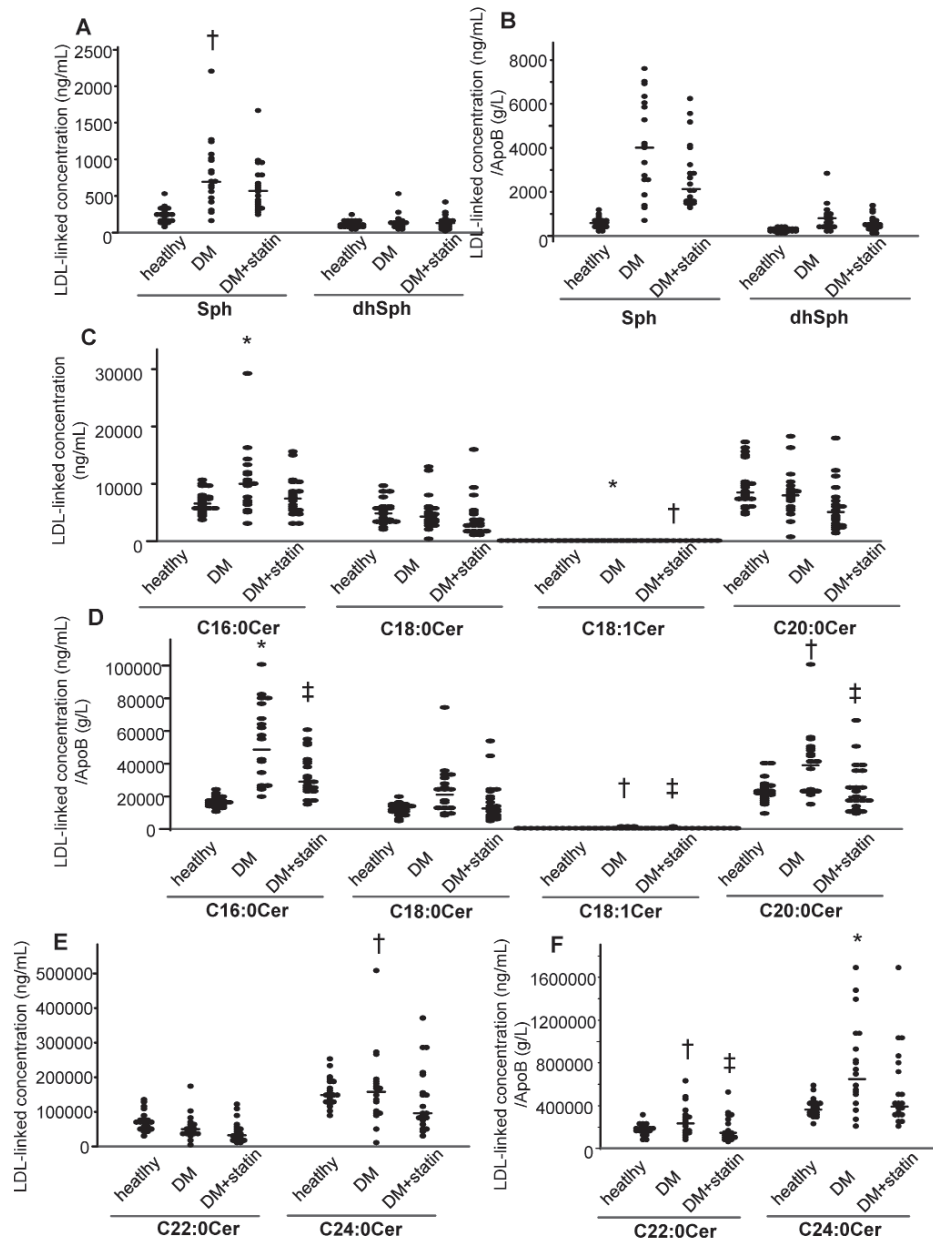 A
LDL-linked concentration (ng/mL)
2500
2000
1500
1000
500
0
†
heatlhy
DM
DM+statin
heatlhy
DM
DM+statin
Sph
dhSph
B
LDL-linked concentration (ng/mL)
/ApoB (g/L)
8000
6000
4000
2000
0
heatlhy
DM
DM+statin
heatlhy
DM
DM+statin
Sph
dhSph
C
LDL-linked concentration
(ng/mL)
30000
20000
10000
0
*
*
†
heatlhy
DM
DM+statin
heatlhy
DM
DM+statin
heatlhy
DM
DM+statin
heatlhy
DM
DM+statin
C16:0Cer
C18:0Cer
C18:1Cer
C20:0Cer
D
LDL-linked concentration (ng/mL)
/ApoB (g/L)
100000
80000
60000
40000
20000
0
*
‡
†
‡
†
‡
heatlhy
DM
DM+statin
heatlhy
DM
DM+statin
heatlhy
DM
DM+statin
heatlhy
DM
DM+statin
C16:0Cer
C18:0Cer
C18:1Cer
C20:0Cer
E
LDL-linked concentration (ng/mL)
500000
400000
300000
200000
100000
0
†
heatlhy
DM
DM+statin
heatlhy
DM
DM+statin
C22:0Cer
C24:0Cer
F
LDL-linked concentration (ng/mL)
/ApoB (g/L)
1600000
1200000
800000
400000
0
†
‡
*
heatlhy
DM
DM+statin
heatlhy
DM
DM+statin
C22:0Cer
C24:0Cer